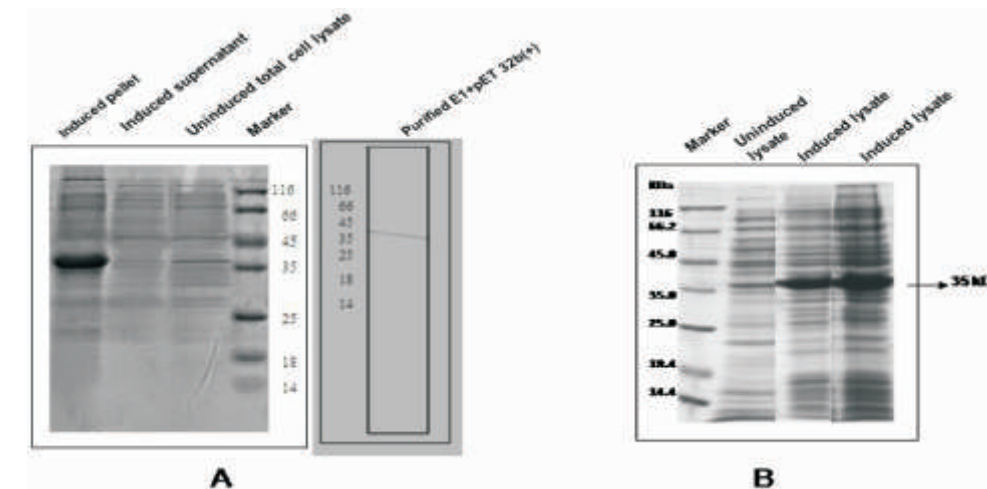 Induced pellet
Induced supernatant
Uninduced total cell lysate
Marker
116
66
45
35
25
18
14
Purified E1+pET 32b(+)
116
66
45
35
25
18
14
A
Marker
Uninduced
lysate
Induced lysate
Induced lysate
KDa
116
66.2
45.0
35.0
25.0
18.4
14.4
35 kd
B